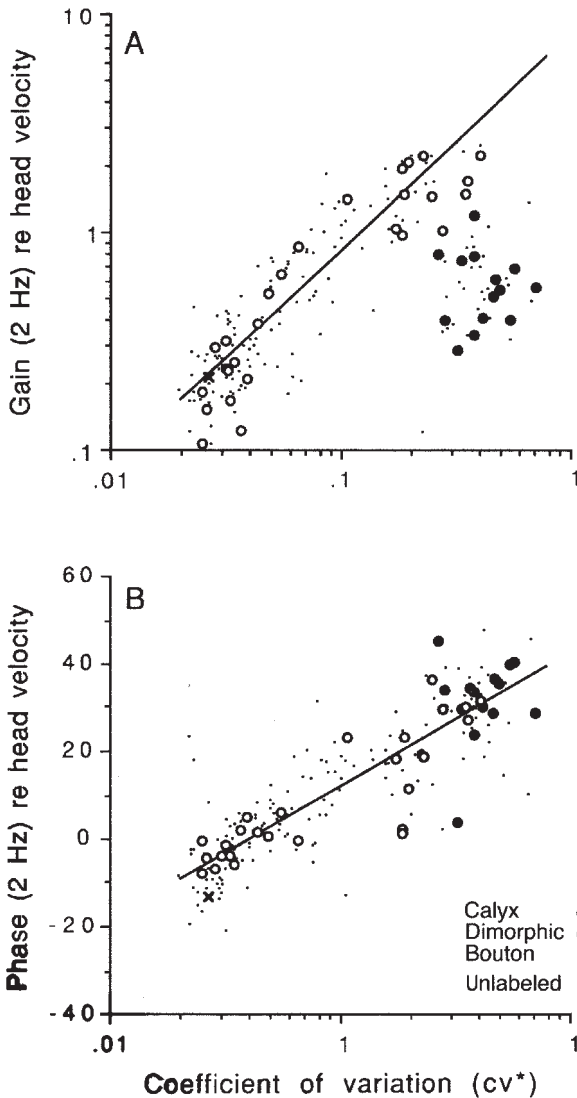 10
A
1
.1
Gain (2 Hz) re head velocity
.01
.1
1
60
B
40
20
0
-20
-40
Phase (2 Hz) re head velocity
Calyx
Dimorphic
Bouton
Unlabeled
.01
1
1
Coefficient of variation (cv*)